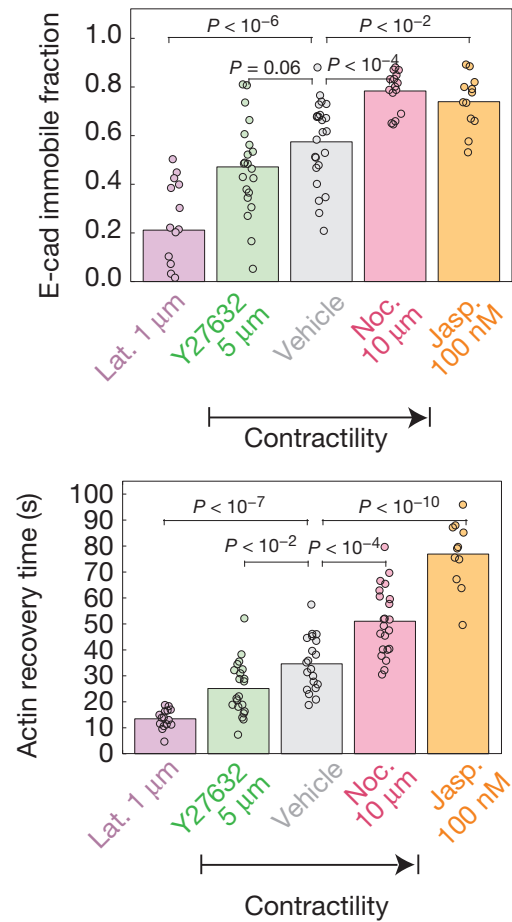 P < 10-6
P < 10-2
P = 0.06
P < 10-4
E-cad immobile fraction
1.0
0.8
0.6
0.4
0.2
0.0
Lat. 1 μm
Y27632
5 μm
Vehicle
Noc.
10 μm
Jasp.
100 nM
Contractility
Actin recovery time (s)
100
90
80
70
60
50
40
30
20
10
0
P < 10-7
P < 10-10
P < 10-2
P < 10-4
Lat. 1 μm
Y27632
5 μm
Vehicle
Noc.
10 μm
Jasp.
100 nM
Contractility